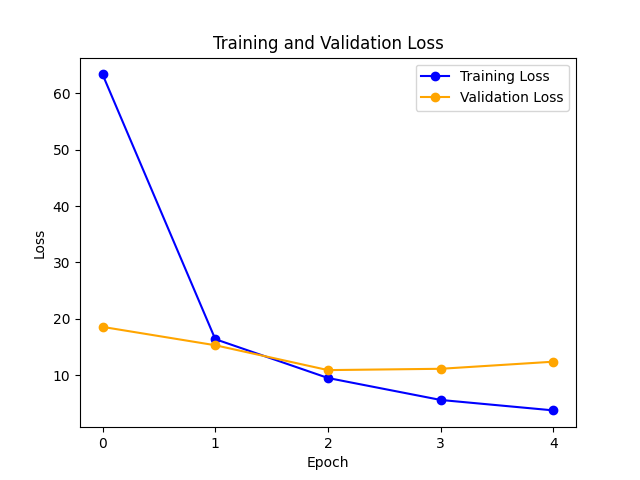 Training and Validation Loss
Training Loss
Validation Loss
60
50
40
30
20
10
Loss
0 1 2 3 4
Epoch